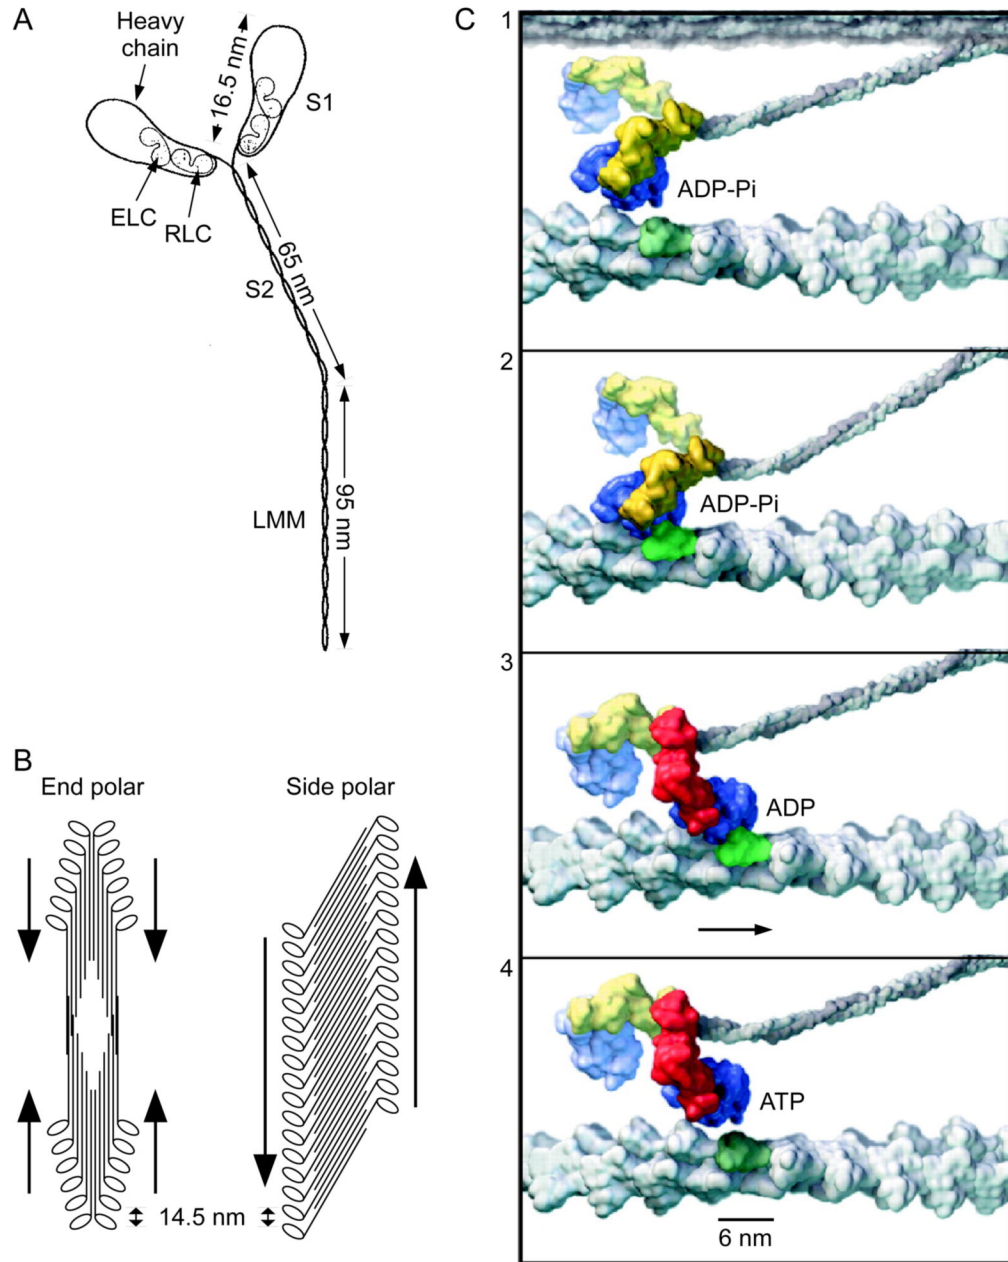 A
Heavy
chain
16.5 nm
S1
ELC
RLC
65 nm
S2
95 nm
LMM
B
End polar
Side polar
14.5 nm
C
1
ADP-Pi
2
ADP-Pi
3
ADP
4
ATP
6 nm